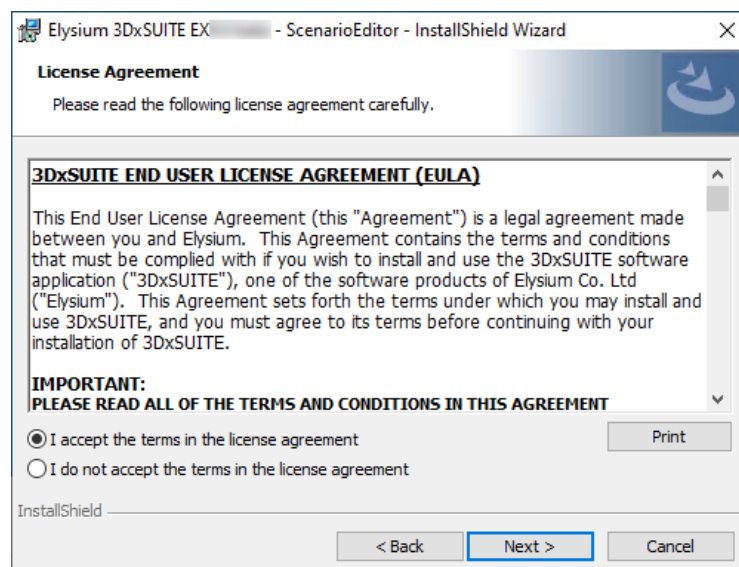 Elysium 3DxSUITE EX - ScenarioEditor - InstallShield Wizard
License Agreement
Please read the following license agreement carefully.
3DxSUITE END USER LICENSE AGREEMENT (EULA)
This End User License Agreement (this "Agreement") is a legal agreement made
between you and Elysium.  This Agreement contains the terms and conditions
that must be complied with if you wish to install and use the 3DxSUITE software
application ("3DxSUITE"), one of the software products of Elysium Co. Ltd
("Elysium").  This Agreement sets forth the terms under which you may install and
use 3DxSUITE, and you must agree to its terms before continuing with your
installation of 3DxSUITE.
IMPORTANT:
PLEASE READ ALL OF THE TERMS AND CONDITIONS IN THIS AGREEMENT
I accept the terms in the license agreement
Print
I do not accept the terms in the license agreement
InstallShield
< Back
Next >
Cancel